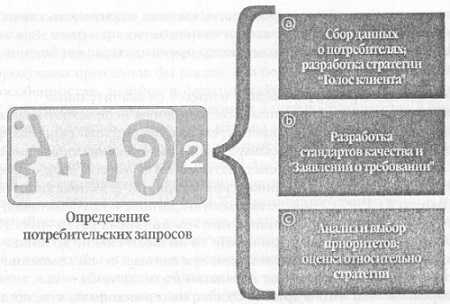 2
Определение
потребительских запросов
a
Сбор данных
о потребителях;
разработка стратегии
"Голос клиента"
b
Разработка
стандартов качества и
"Заявлений о требовании"
c
Анализ и выбор
приоритетов;
оценка относительно
стратегии